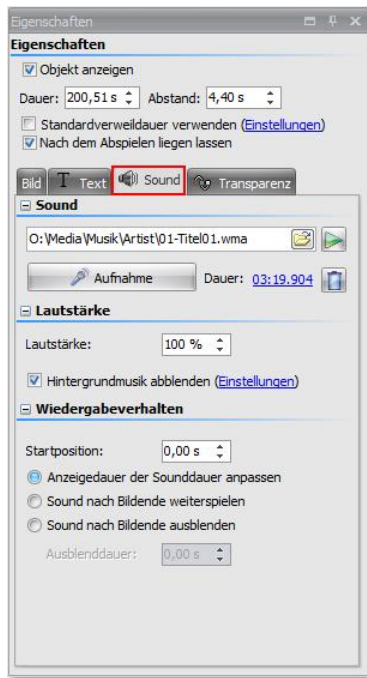 Eigenschaften
Eigenschaften
Objekt anzeigen
Dauer: 200,51 s Abstand: 4,40 s
Standardverweildauer verwenden (Einstellungen)
Nach dem Abspielen liegen lassen
Bild T Text Sound Transparenz
Sound
O:\Media\Musik\Artist\01-Titel01.wma
Aufnahme Dauer: 03:19.904
Lautstärke
Lautstärke: 100 %
Hintergrundmusik abblenden (Einstellungen)
Wiedergabeverhalten
Startposition: 0,00 s
Anzeigedauer der Sounddauer anpassen
Sound nach Bildende weiterspielen
Sound nach Bildende ausblenden
Ausblenddauer: 0,00 s